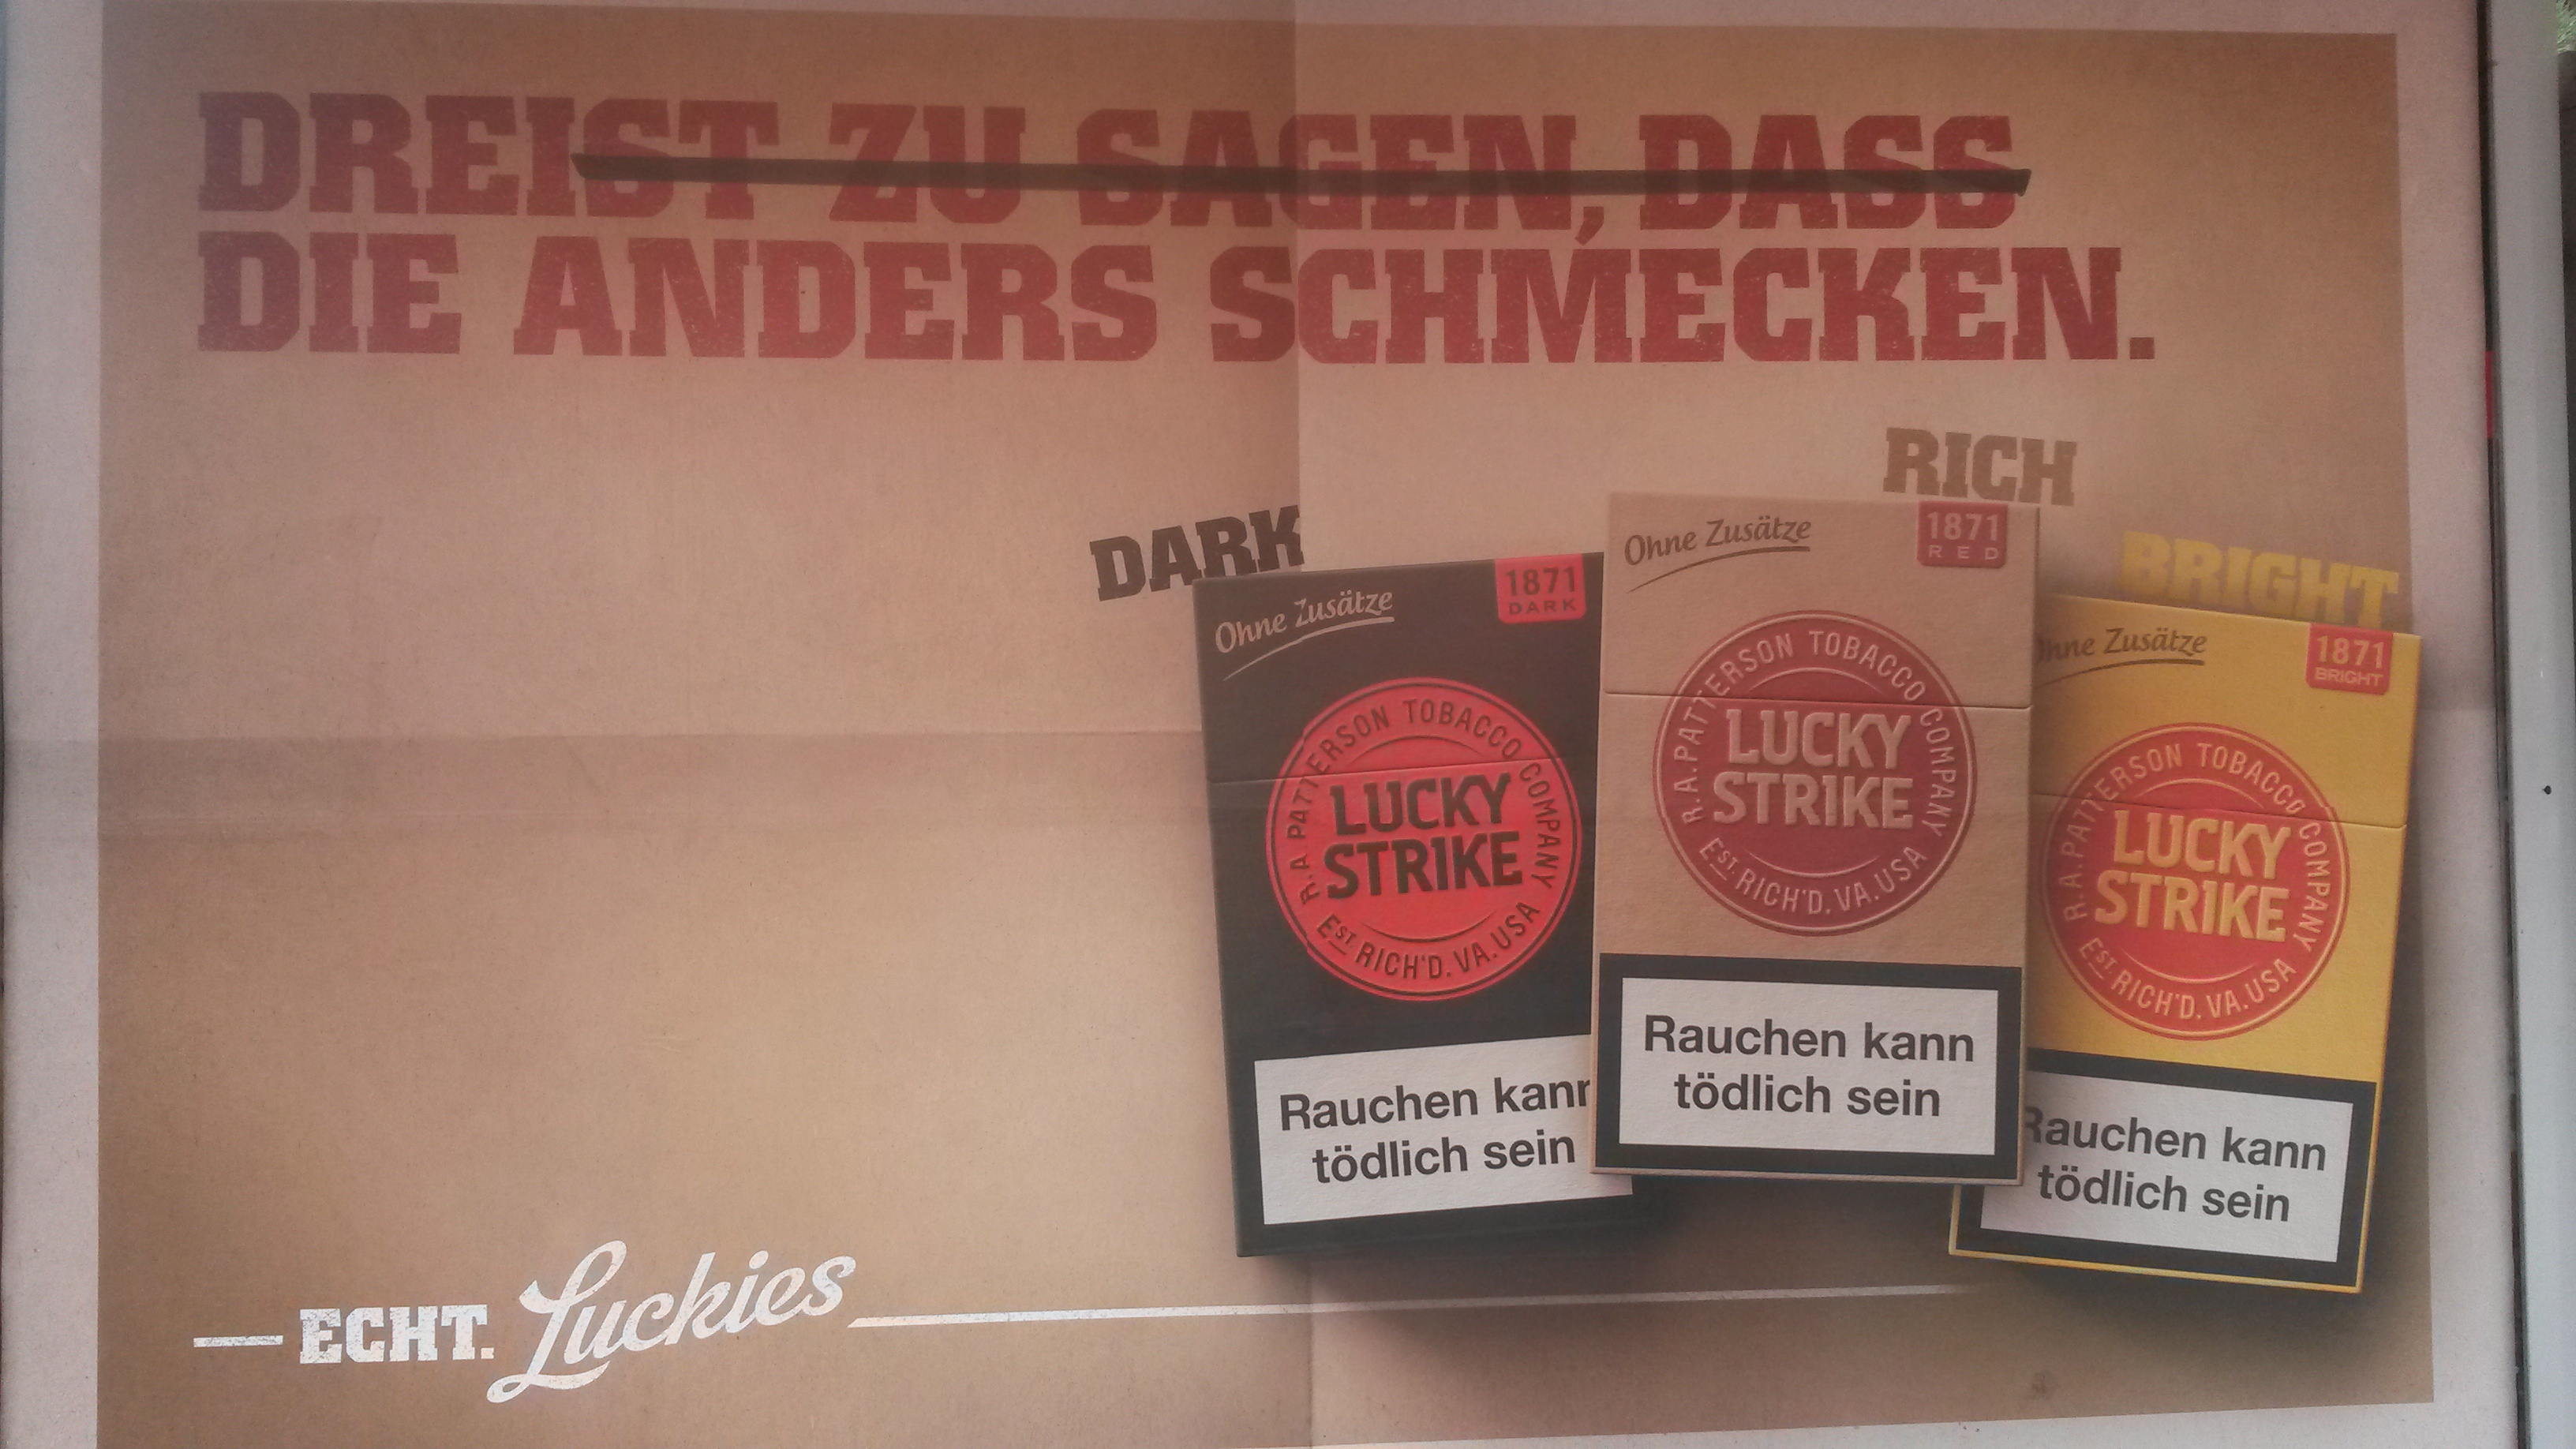 DREIST ZU SAGEN, DASS
DIE ANDERS SCHMECKEN.
DARK
RICH
BRIGHT
Ohne Zusätze
1871
DARK
R.A. PATTERSON TOBACCO COMPANY
LUCKY
STRIKE
EST. RICH'D. VA. USA
Rauchen kann
tödlich sein
Ohne Zusätze
1871
RED
R.A. PATTERSON TOBACCO COMPANY
LUCKY
STRIKE
EST. RICH'D. VA. USA
Rauchen kann
tödlich sein
Ohne Zusätze
1871
BRIGHT
R.A. PATTERSON TOBACCO COMPANY
LUCKY
STRIKE
EST. RICH'D. VA. USA
Rauchen kann
tödlich sein
ECHT. Luckies